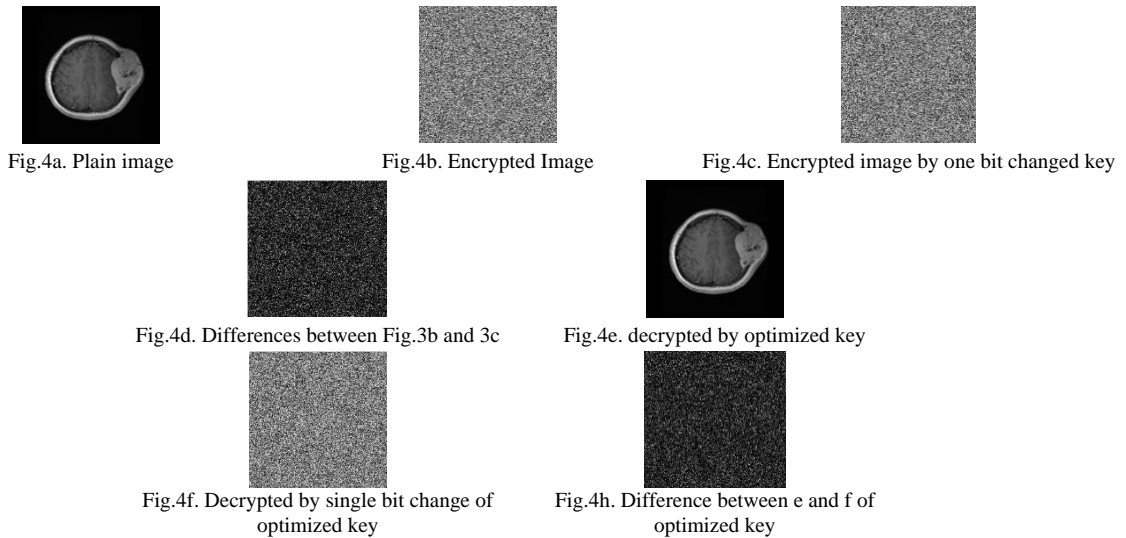 Fig.4a. Plain image
Fig.4b. Encrypted Image
Fig.4c. Encrypted image by one bit changed key
Fig.4d. Differences between Fig.3b and 3c
Fig.4e. decrypted by optimized key
Fig.4f. Decrypted by single bit change of
optimized key
Fig.4h. Difference between e and f of
optimized key